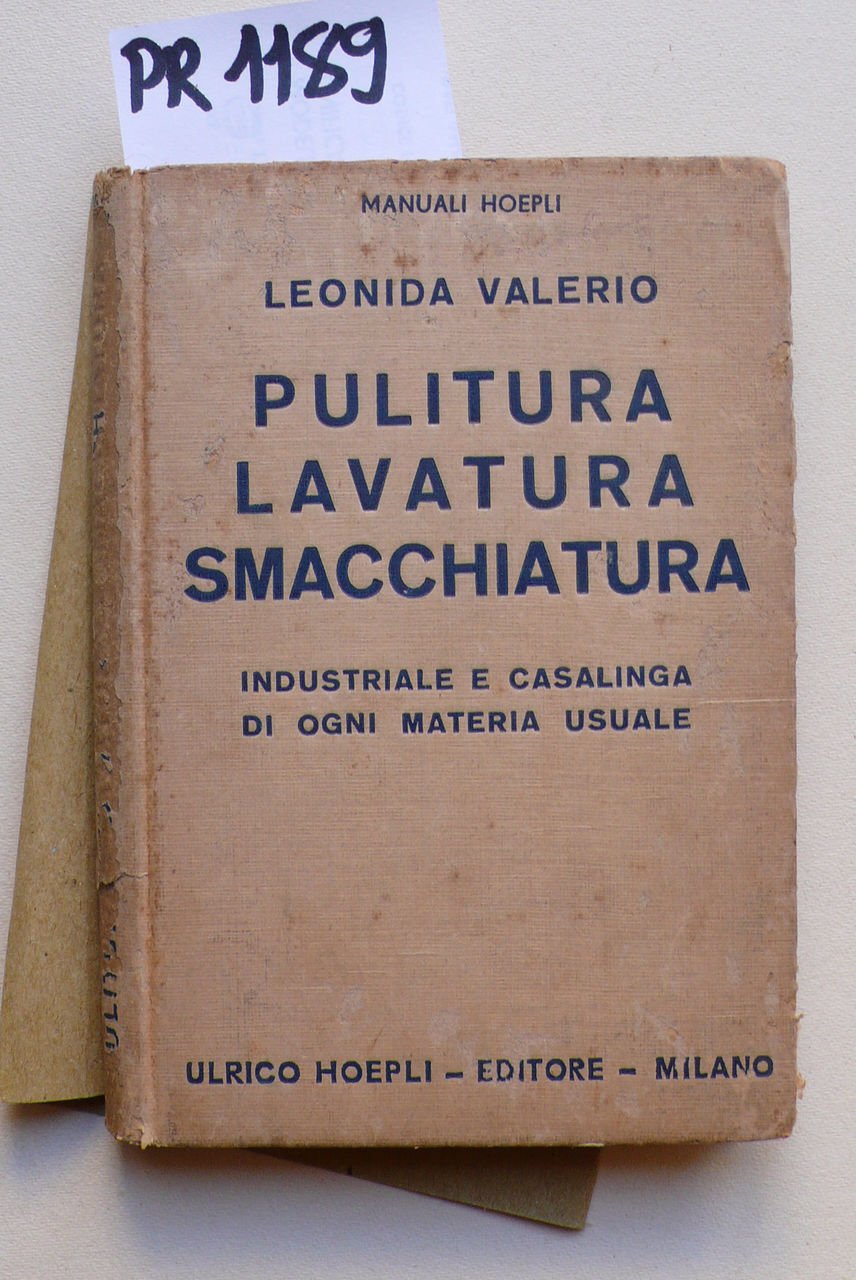 PR 1189
MANUALI HOEPLI
LEONIDA VALERIO
PULITURA
LAVATURA
SMACCHIATURA
INDUSTRIALE E CASALINGA
DI OGNI MATERIA USUALE
ULRICO HOEPLI – EDITORE – MILANO